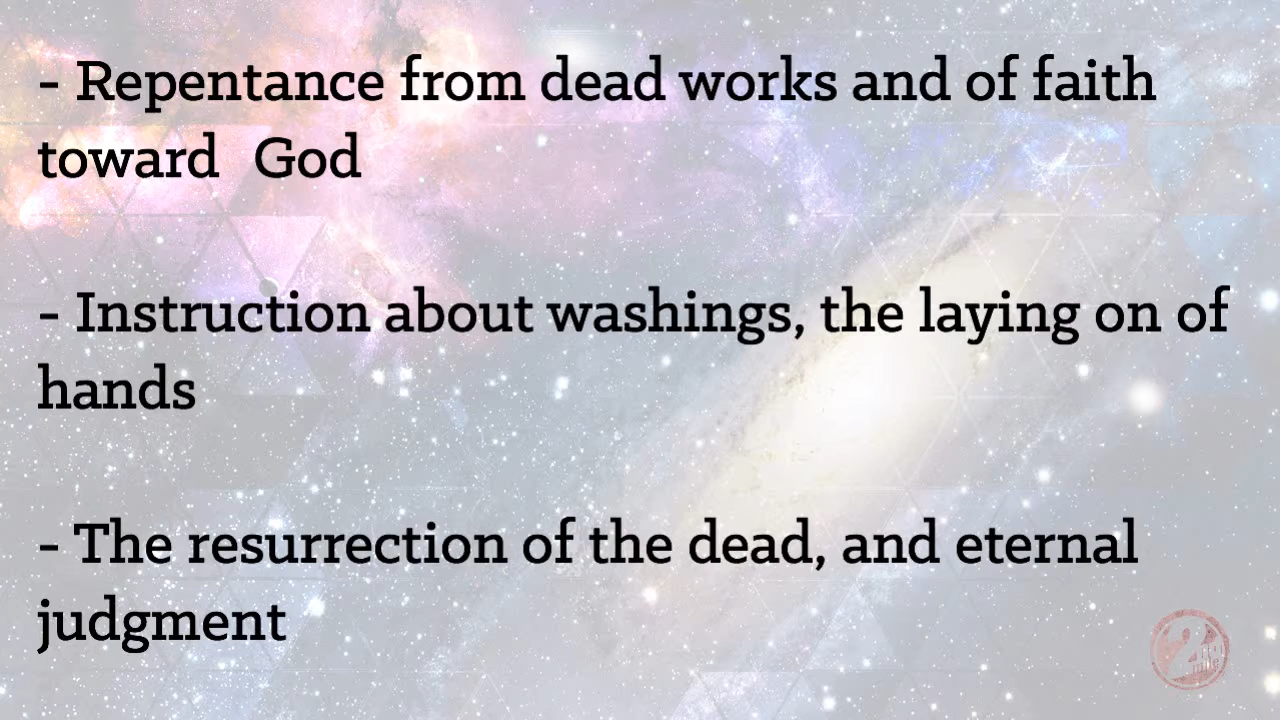 - Repentance from dead works and of faith
toward God
- Instruction about washings, the laying on of
hands
- The resurrection of the dead, and eternal
judgment
2